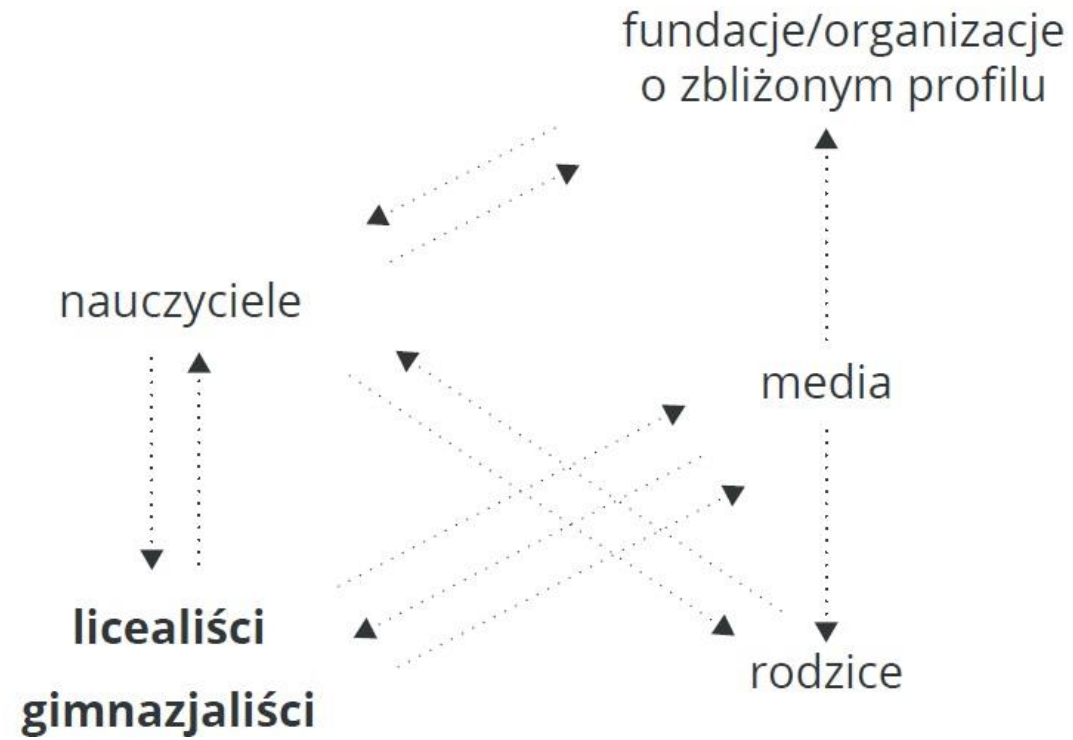 fundacje/organizacje
o zbliżonym profilu
nauczyciele
media
licealiści
rodzice
gimnazjaliści